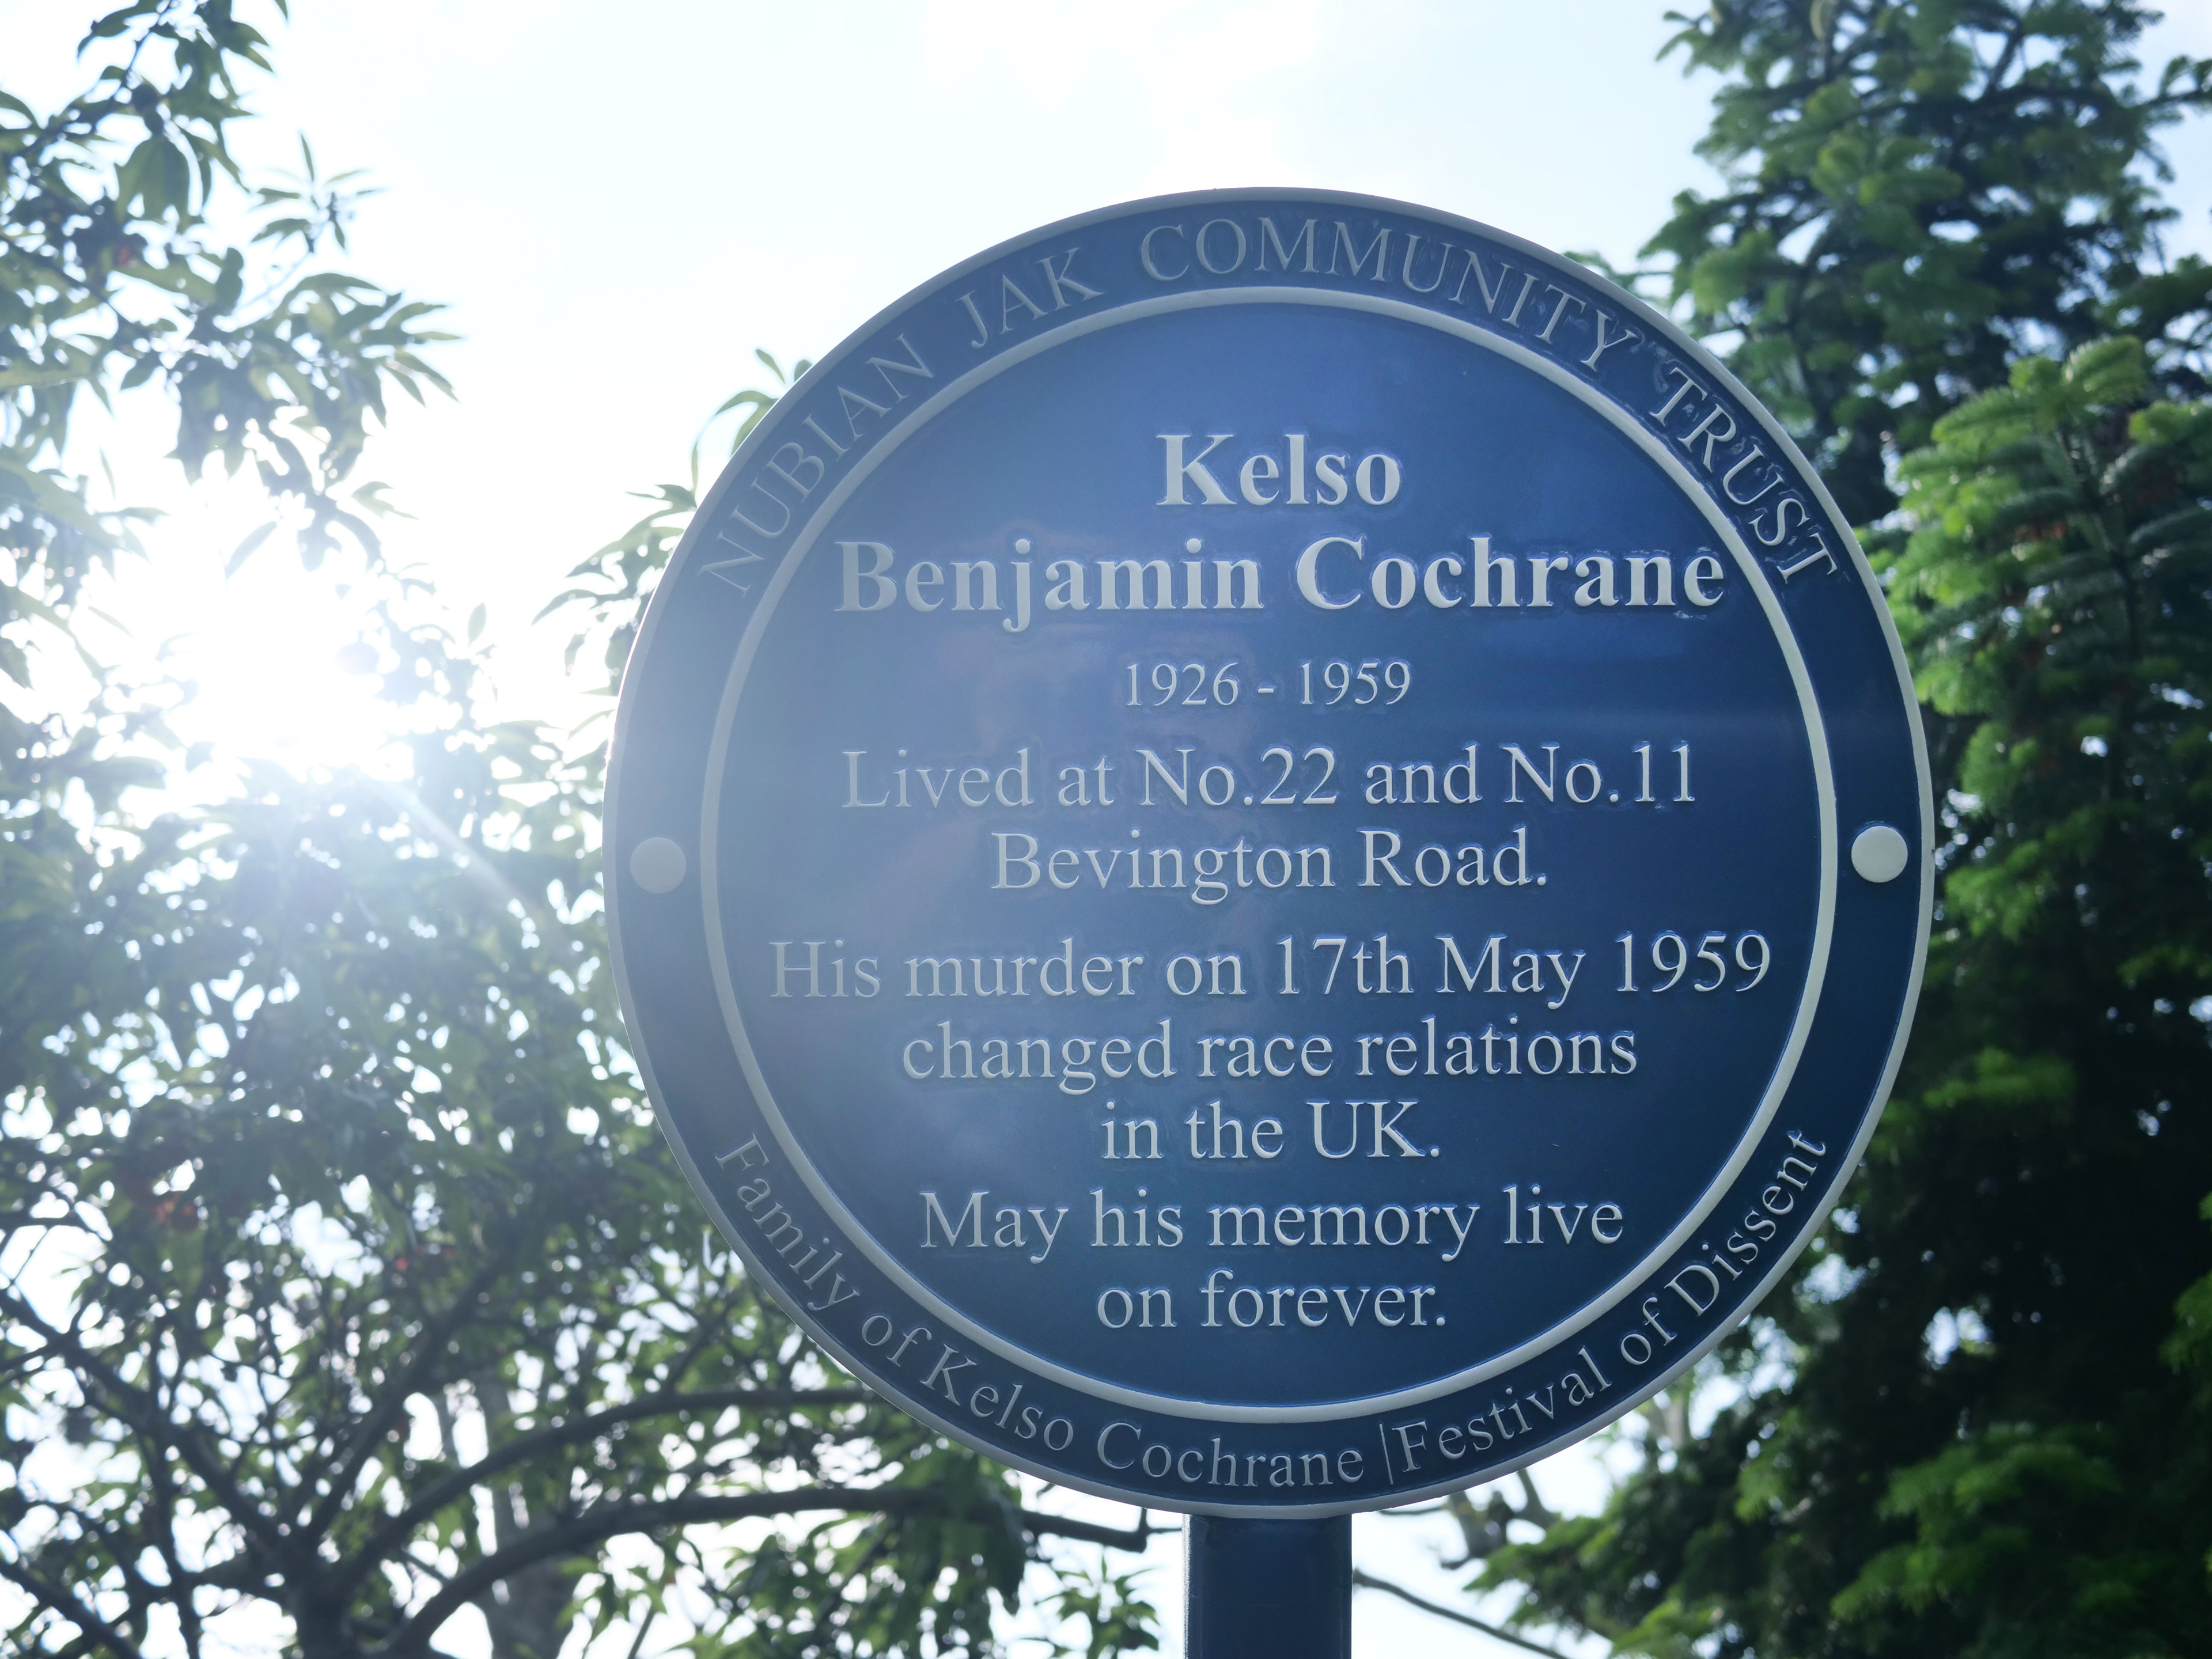 NUBIAN JAK COMMUNITY TRUST
Kelso
Benjamin Cochrane
1926 - 1959
Lived at No.22 and No.11
Bevington Road.
His murder on 17th May 1959
changed race relations
in the UK.
May his memory live
on forever.
Family of Kelso Cochrane |Festival of Dissent